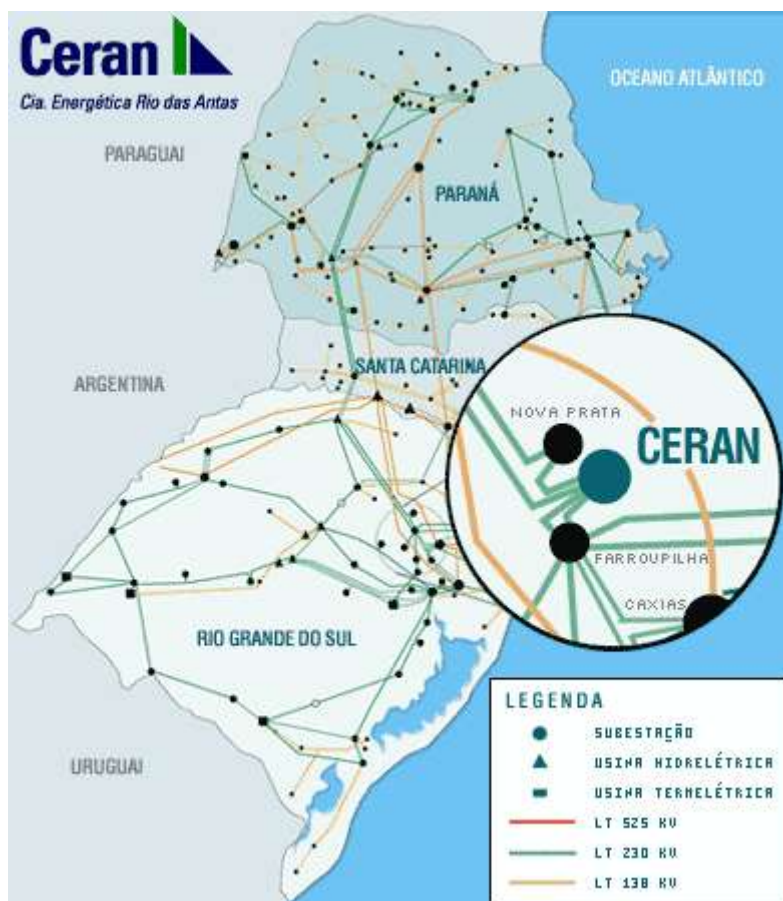 Ceran
Cia. Energética Rio das Antas
OCEANO ATLÂNTICO
PARAGUAI
PARANÁ
SANTA CATARINA
ARGENTINA
NOVA PRATA
CERAN
FARROUPILHA
CAXIAS
RIO GRANDE DO SUL
URUGUAI
LEGENDA
SUBESTAÇÃO
USINA HIDRELÉTRICA
USINA TERMELÉTRICA
LT 525 KV
LT 230 KV
LT 138 KV